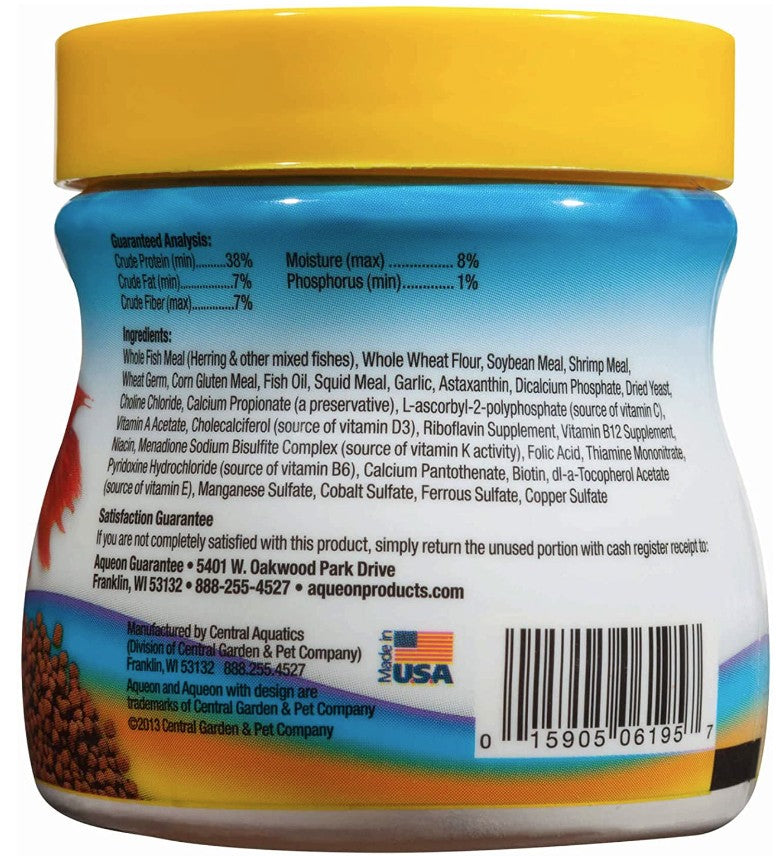 Guaranteed Analysis:
Crude Protein (min).........38% Moisture (max) ................ 8%
Crude Fat (min)................7% Phosphorus (min)............. 1%
Crude Fiber (max)............7%
Ingredients:
Whole Fish Meal (Herring & other mixed fishes), Whole Wheat Flour, Soybean Meal, Shrimp Meal,
Wheat Germ, Corn Gluten Meal, Fish Oil, Squid Meal, Garlic, Astaxanthin, Dicalcium Phosphate, Dried Yeast,
Choline Chloride, Calcium Propionate (a preservative), L-ascorbyl-2-polyphosphate (source of vitamin C),
Vitamin A Acetate, Cholecalciferol (source of vitamin D3), Riboflavin Supplement, Vitamin B12 Supplement,
Niacin, Menadione Sodium Bisulfite Complex (source of vitamin K activity), Folic Acid, Thiamine Mononitrate,
Pyridoxine Hydrochloride (source of vitamin B6), Calcium Pantothenate, Biotin, dl-a-Tocopherol Acetate
(source of vitamin E), Manganese Sulfate, Cobalt Sulfate, Ferrous Sulfate, Copper Sulfate
Satisfaction Guarantee
If you are not completely satisfied with this product, simply return the unused portion with cash register receipt to:
Aqueon Guarantee • 5401 W. Oakwood Park Drive
Franklin, WI 53132 • 888-255-4527 • aqueonproducts.com
Manufactured by Central Aquatics
(Division of Central Garden & Pet Company)
Franklin, WI 53132 888.255.4527
Aqueon and Aqueon with design are
trademarks of Central Garden & Pet Company
©2013 Central Garden & Pet Company
Made in
USA
0 15905 06195 7